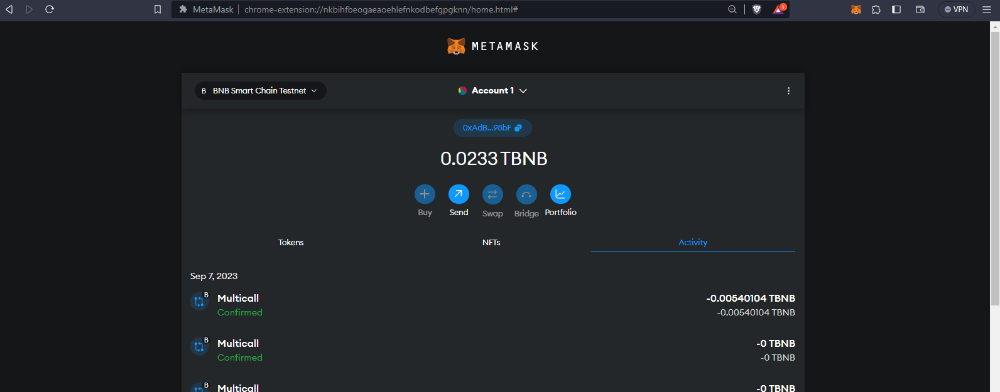 MetaMask chrome-extension://nkbihfbeogaeaoehlefnkodbefgpgknn/home.html# 1 VPN
METAMASK
B BNB Smart Chain Testnet Account 1
0xAdB...98bF
0.0233 TBNB
Buy Send Swap Bridge Portfolio
Tokens NFTs Activity
Sep 7, 2023
B
Multicall -0.00540104 TBNB
Confirmed -0.00540104 TBNB
B
Multicall -0 TBNB
Confirmed -0 TBNB
B
Multicall -0 TBNB